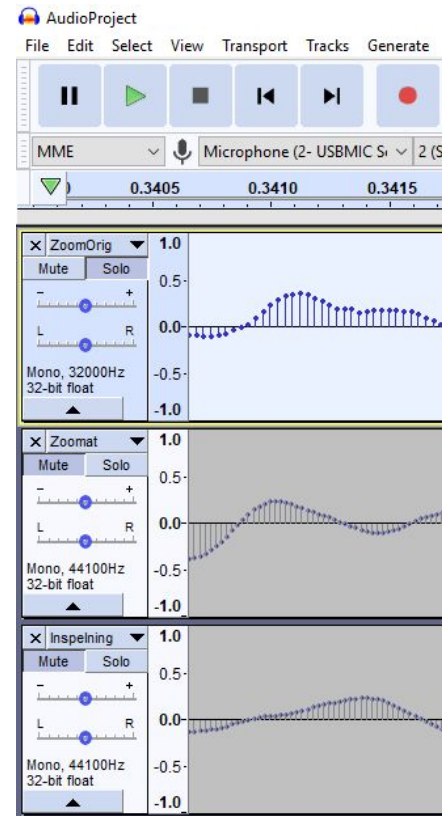 AudioProject
File Edit Select View Transport Tracks Generate
MME Microphone (2- USBMIC S 2 (S
0.3405 0.3410 0.3415
× ZoomOrig 1.0
Mute Solo
0.5
- +
L R 0.0
Mono, 32000Hz -0.5
32-bit float
-1.0
× Zoomat 1.0
Mute Solo
0.5
- +
L R 0.0
Mono, 44100Hz -0.5
32-bit float
-1.0
× Inspelning 1.0
Mute Solo
0.5
- +
L R 0.0
Mono, 44100Hz -0.5
32-bit float
-1.0